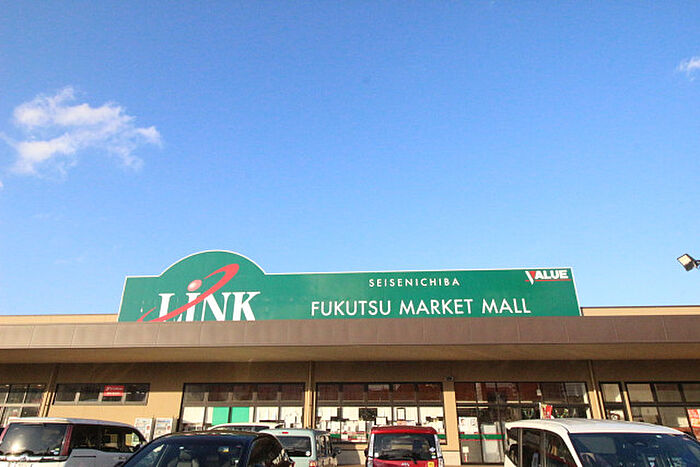 LINK
SEISENICHIBA
FUKUTSU MARKET MALL
VALUE